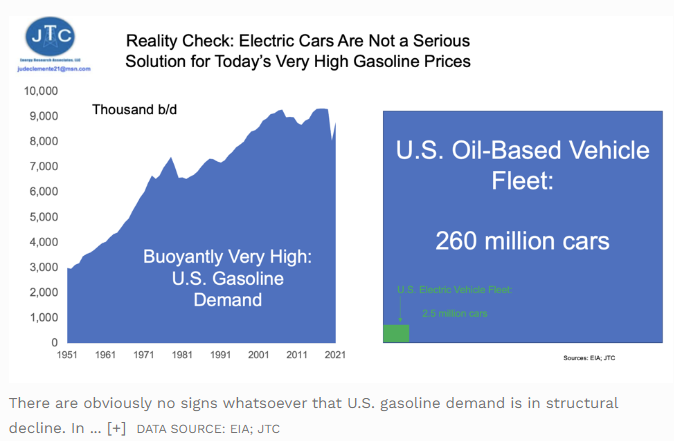 JTC
Energy Research Associates, LLC
judeclemente21@msn.com
Reality Check: Electric Cars Are Not a Serious
Solution for Today's Very High Gasoline Prices
10,000
9,000
8,000
7,000
6,000
5,000
4,000
3,000
2,000
1,000
0
Thousand b/d
Buoyantly Very High:
U.S. Gasoline
Demand
1951 1961 1971 1981 1991 2001 2011 2021
U.S. Oil-Based Vehicle
Fleet:
260 million cars
U.S. Electric Vehicle Fleet:
2.5 million cars
Sources: EIA; JTC
There are obviously no signs whatsoever that U.S. gasoline demand is in structural
decline. In ... [+] DATA SOURCE: EIA; JTC